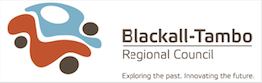 Blackall-Tambo
Regional Council
Exploring the past. Innovating the future.